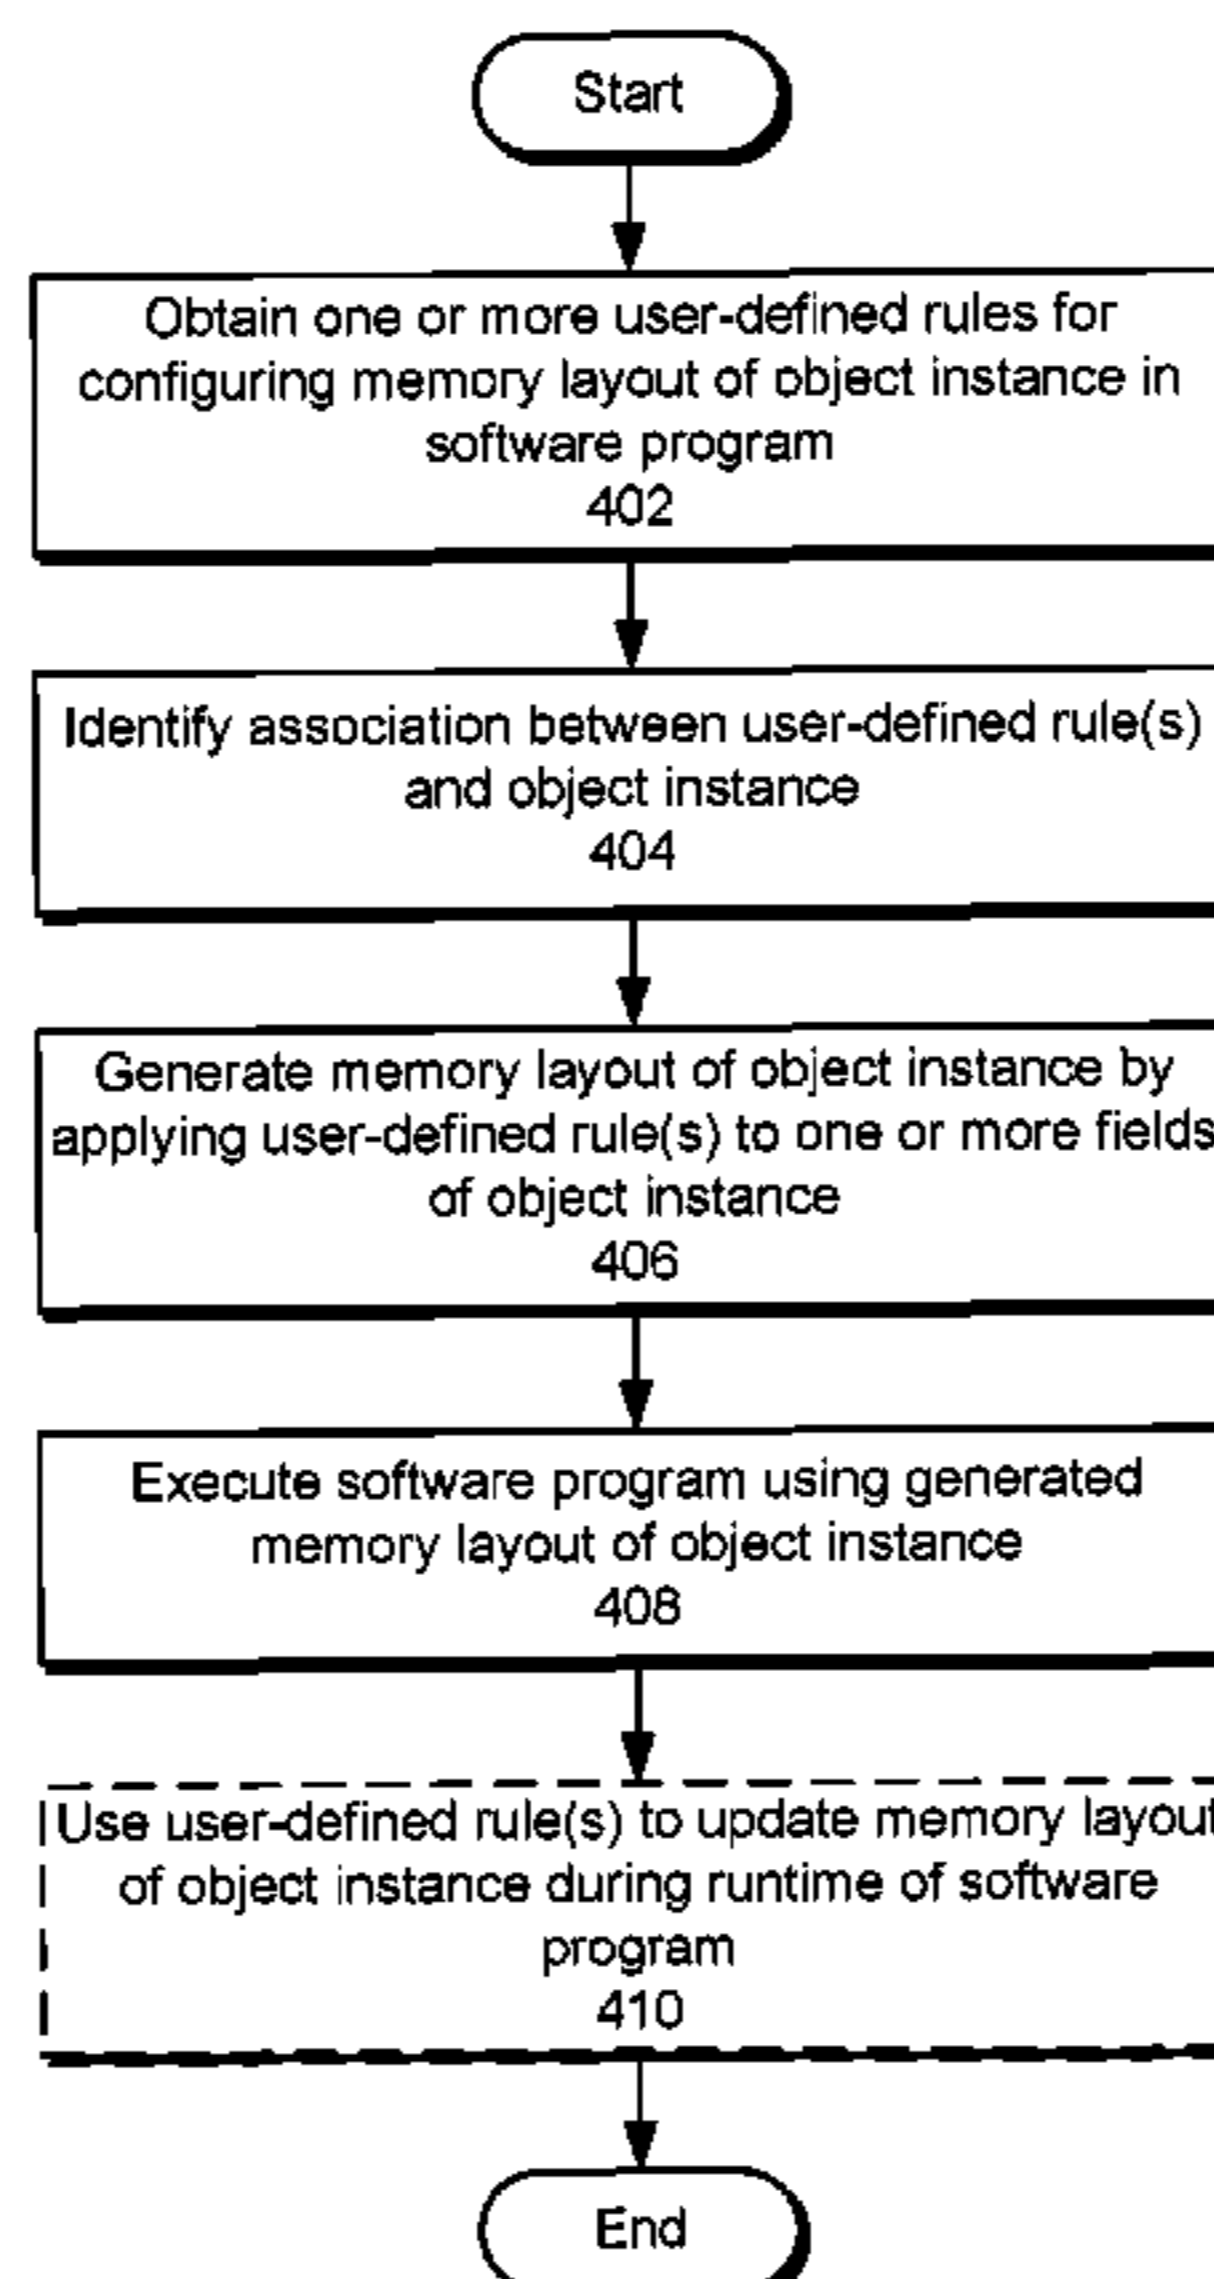 Start
Obtain one or more user-defined rules for
configuring memory layout of object instance in
software program
402
Identify association between user-defined rule(s)
and object instance
404
Generate memory layout of object instance by
applying user-defined rule(s) to one or more fields
of object instance
406
Execute software program using generated
memory layout of object instance
408
Use user-defined rule(s) to update memory layout
of object instance during runtime of software
program
410
End